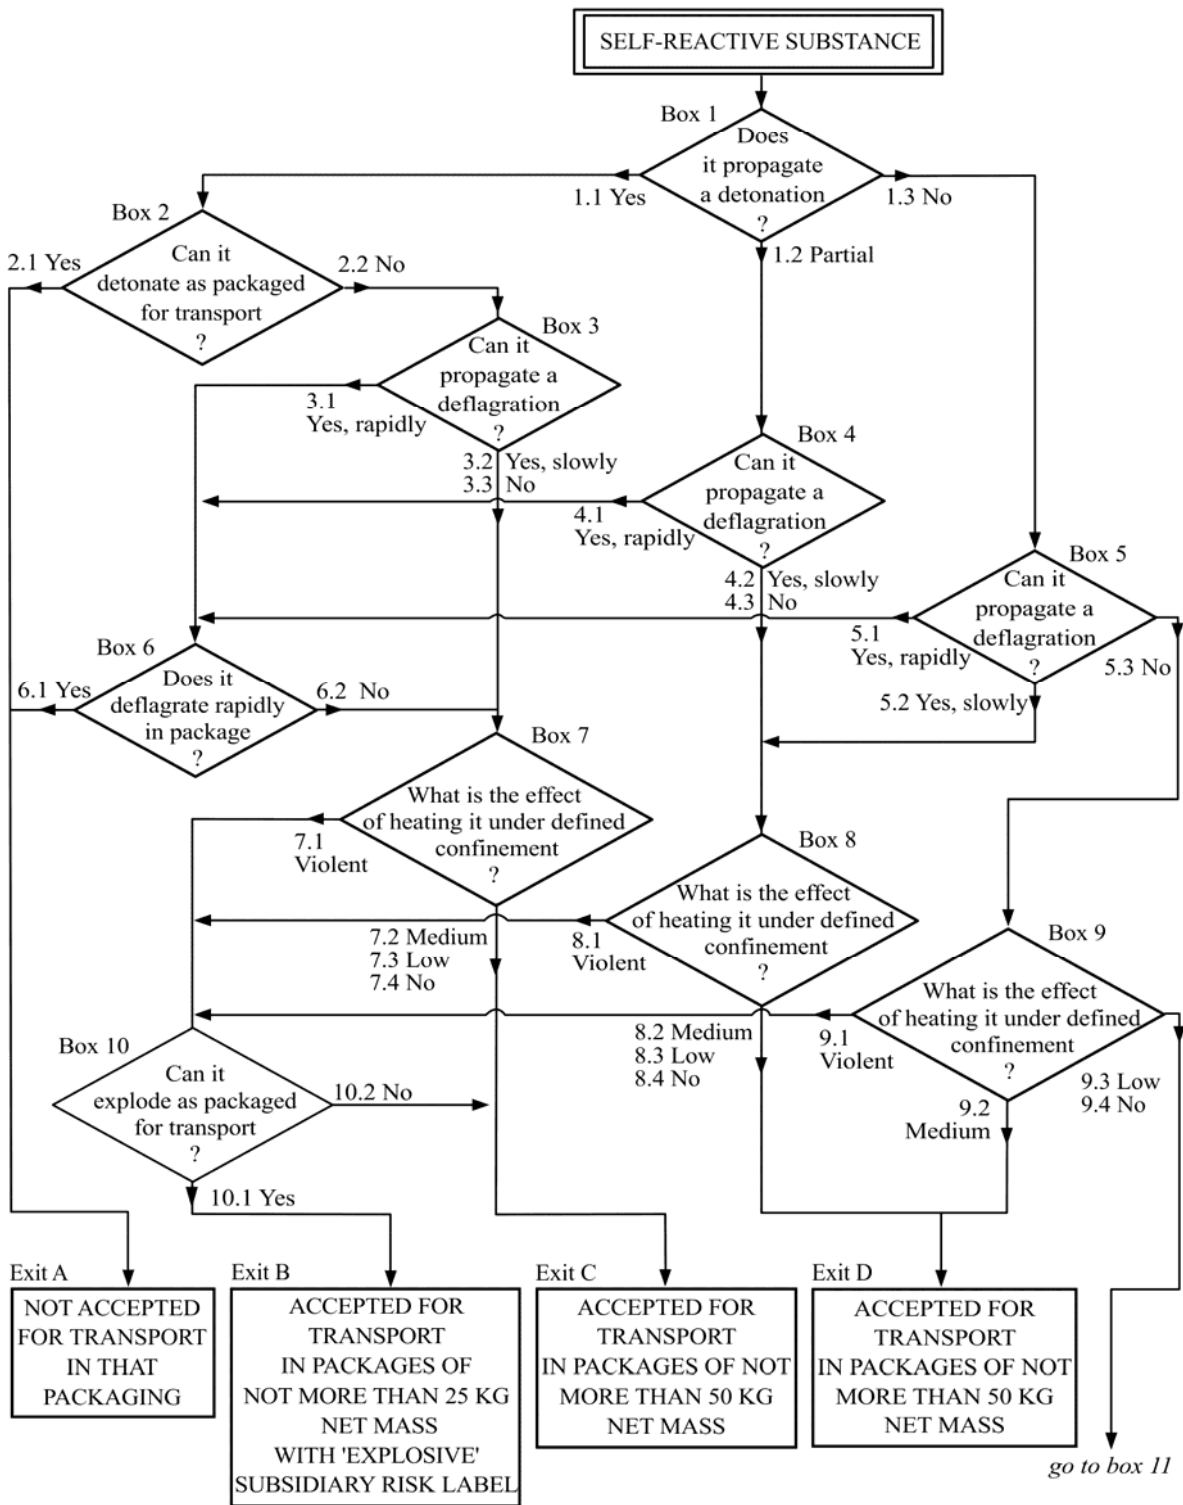 SELF-REACTIVE SUBSTANCE
Box 1
Does
it propagate
a detonation
?
1.1 Yes
1.3 No
1.2 Partial
Box 2
Can it
detonate as packaged
for transport
?
2.1 Yes
2.2 No
Box 3
Can it
propagate a
deflagration
?
3.1
Yes, rapidly
3.2 Yes, slowly
3.3 No
Box 4
Can it
propagate a
deflagration
?
4.1
Yes, rapidly
4.2 Yes, slowly
4.3 No
Box 5
Can it
propagate a
deflagration
?
5.1
Yes, rapidly
5.3 No
5.2 Yes, slowly
Box 6
Does it
deflagrate rapidly
in package
?
6.1 Yes
6.2 No
Box 7
What is the effect
of heating it under defined
confinement
?
7.1
Violent
7.2 Medium
7.3 Low
7.4 No
Box 8
What is the effect
of heating it under defined
confinement
?
8.1
Violent
8.2 Medium
8.3 Low
8.4 No
Box 9
What is the effect
of heating it under defined
confinement
?
9.1
Violent
9.2
Medium
9.3 Low
9.4 No
Box 10
Can it
explode as packaged
for transport
?
10.2 No
10.1 Yes
Exit A
NOT ACCEPTED
FOR TRANSPORT
IN THAT
PACKAGING
Exit B
ACCEPTED FOR
TRANSPORT
IN PACKAGES OF
NOT MORE THAN 25 KG
NET MASS
WITH 'EXPLOSIVE'
SUBSIDIARY RISK LABEL
Exit C
ACCEPTED FOR
TRANSPORT
IN PACKAGES OF NOT
MORE THAN 50 KG
NET MASS
Exit D
ACCEPTED FOR
TRANSPORT
IN PACKAGES OF NOT
MORE THAN 50 KG
NET MASS
go to box 11